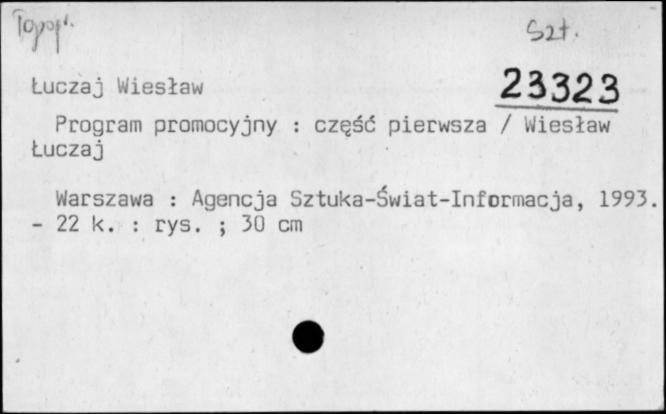 Topogr.
Szt.
Łuczaj Wiesław
23323
Program promocyjny : część pierwsza / Wiesław
Łuczaj
Warszawa : Agencja Sztuka-Świat-Informacja, 1993.
- 22 k. : rys. ; 30 cm